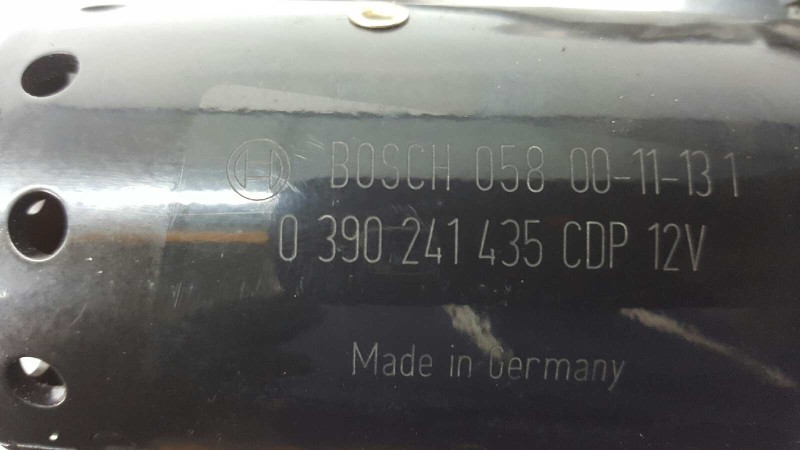 BOSCH 058 00-11-13 1
0 390 241 435 CDP 12V
Made in Germany